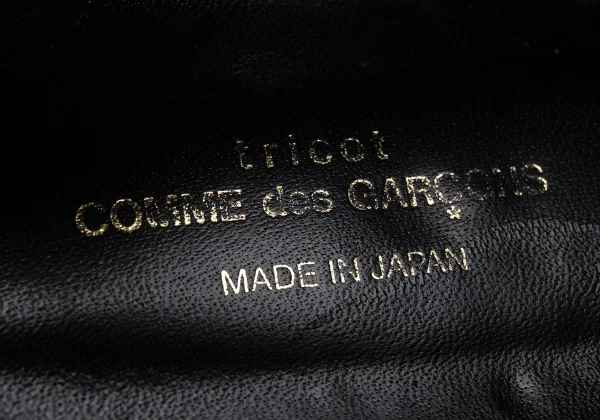 tricot
COMME des GARÇONS
MADE IN JAPAN